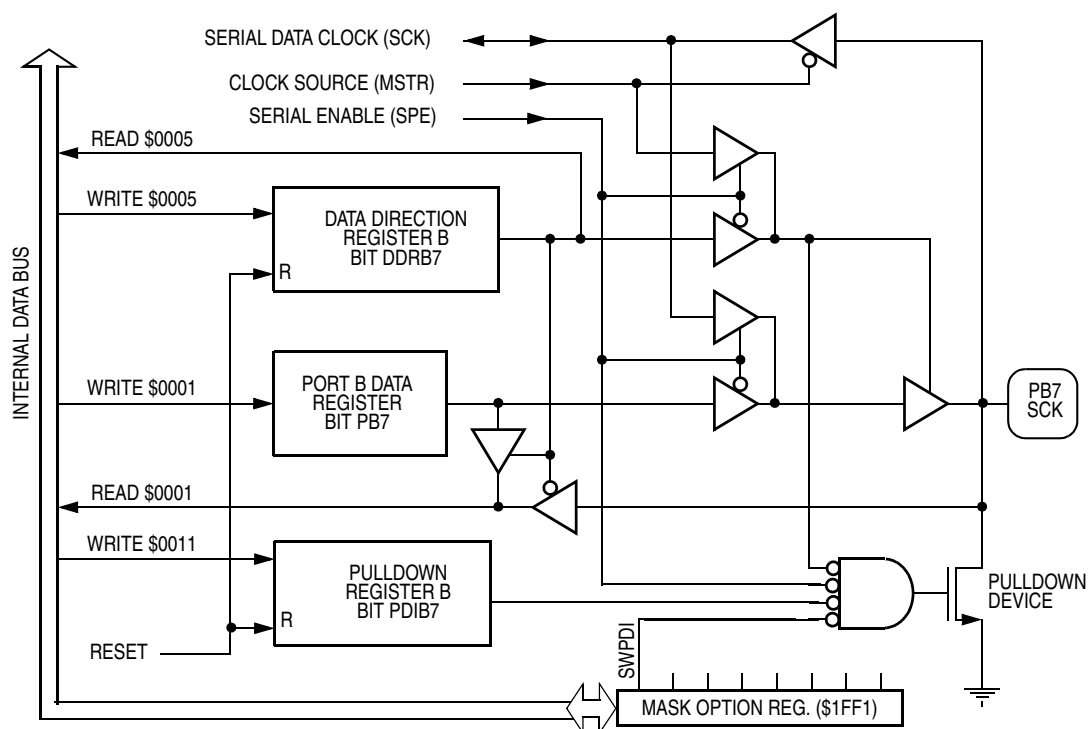 SERIAL DATA CLOCK (SCK)
CLOCK SOURCE (MSTR)
SERIAL ENABLE (SPE)
READ $0005
WRITE $0005
DATA DIRECTION
REGISTER B
BIT DDRB7
R
INTERNAL DATA BUS
WRITE $0001
PORT B DATA
REGISTER
BIT PB7
PB7
SCK
READ $0001
WRITE $0011
PULLDOWN
REGISTER B
BIT PDIB7
R
PULLDOWN
DEVICE
RESET
SWPDI
MASK OPTION REG. ($1FF1)